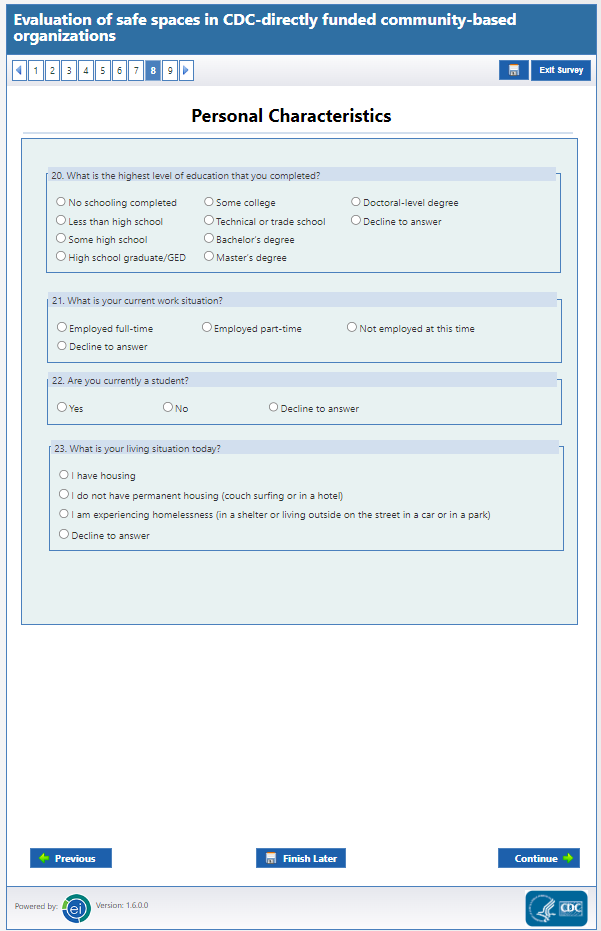 Evaluation of safe spaces in CDC-directly funded community-based
organizations
1 2 3 4 5 6 7 8 9
Exit Survey
Personal Characteristics
20. What is the highest level of education that you completed?
No schooling completed Some college Doctoral-level degree
Less than high school Technical or trade school Decline to answer
Some high school Bachelor's degree
High school graduate/GED Master's degree
21. What is your current work situation?
Employed full-time Employed part-time Not employed at this time
Decline to answer
22. Are you currently a student?
Yes No Decline to answer
23. What is your living situation today?
I have housing
I do not have permanent housing (couch surfing or in a hotel)
I am experiencing homelessness (in a shelter or living outside on the street in a car or in a park)
Decline to answer
Previous Finish Later Continue
Powered by: ei Version: 1.6.0.0 CDC